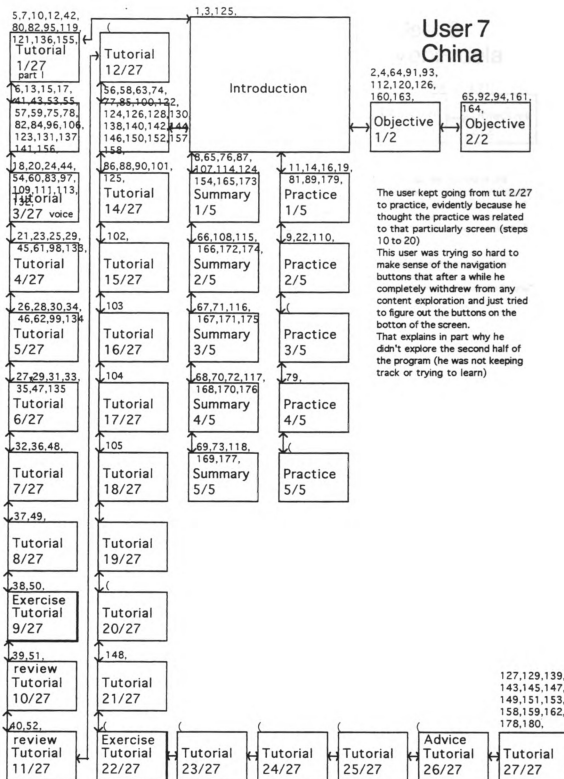 User 7
China
5,7,10,12,42,
80,82,95,119,
121,136,155,
Tutorial
1/27
part I
6,13,15,17,
41,43,53,55,
57,59,75,78,
82,84,96,106,
123,131,137
141,156,
18,20,24,44,
54,60,83,97,
109,111,113,
132,
Tutorial
3/27 voice
21,23,25,29,
45,61,98,133,
Tutorial
4/27
26,28,30,34,
46,62,99,134
Tutorial
5/27
27,29,31,33,
35,47,135
Tutorial
6/27
32,36,48,
Tutorial
7/27
37,49,
Tutorial
8/27
38,50,
Exercise
Tutorial
9/27
39,51,
review
Tutorial
10/27
40,52,
review
Tutorial
11/27
(
Tutorial
12/27
56,58,63,74,
77,85,100,122,
124,126,128,130,
138,140,142,144
146,150,152,157
158,
86,88,90,101,
125,
Tutorial
14/27
102,
Tutorial
15/27
103
Tutorial
16/27
104
Tutorial
17/27
105
Tutorial
18/27
Tutorial
19/27
(
Tutorial
20/27
148,
Tutorial
21/27
(
Exercise
Tutorial
22/27
(
Tutorial
23/27
(
Tutorial
24/27
(
Tutorial
25/27
(
Advice
Tutorial
26/27
127,129,139,
143,145,147,
149,151,153,
158,159,162,
178,180,
Tutorial
27/27
1,3,125,
Introduction
2,4,64,91,93,
112,120,126,
160,163,
Objective
1/2
65,92,94,161,
164,
Objective
2/2
8,65,76,87,
107,114,124,
154,165,173
Summary
1/5
66,108,115,
166,172,174,
Summary
2/5
67,71,116,
167,171,175
Summary
3/5
68,70,72,117,
168,170,176
Summary
4/5
69,73,118,
169,177,
Summary
5/5
11,14,16,19,
81,89,179,
Practice
1/5
9,22,110,
Practice
2/5
(
Practice
3/5
79,
Practice
4/5
(
Practice
5/5
The user kept going from tut 2/27
to practice, evidently because he
thought the practice was related
to that particularly screen (steps
10 to 20)
This user was trying so hard to
make sense of the navigation
buttons that after a while he
completely withdrew from any
content exploration and just tried
to figure out the buttons on the
botton of the screen.
That explains in part why he
didn't explore the second half of
the program (he was not keeping
track or trying to learn)